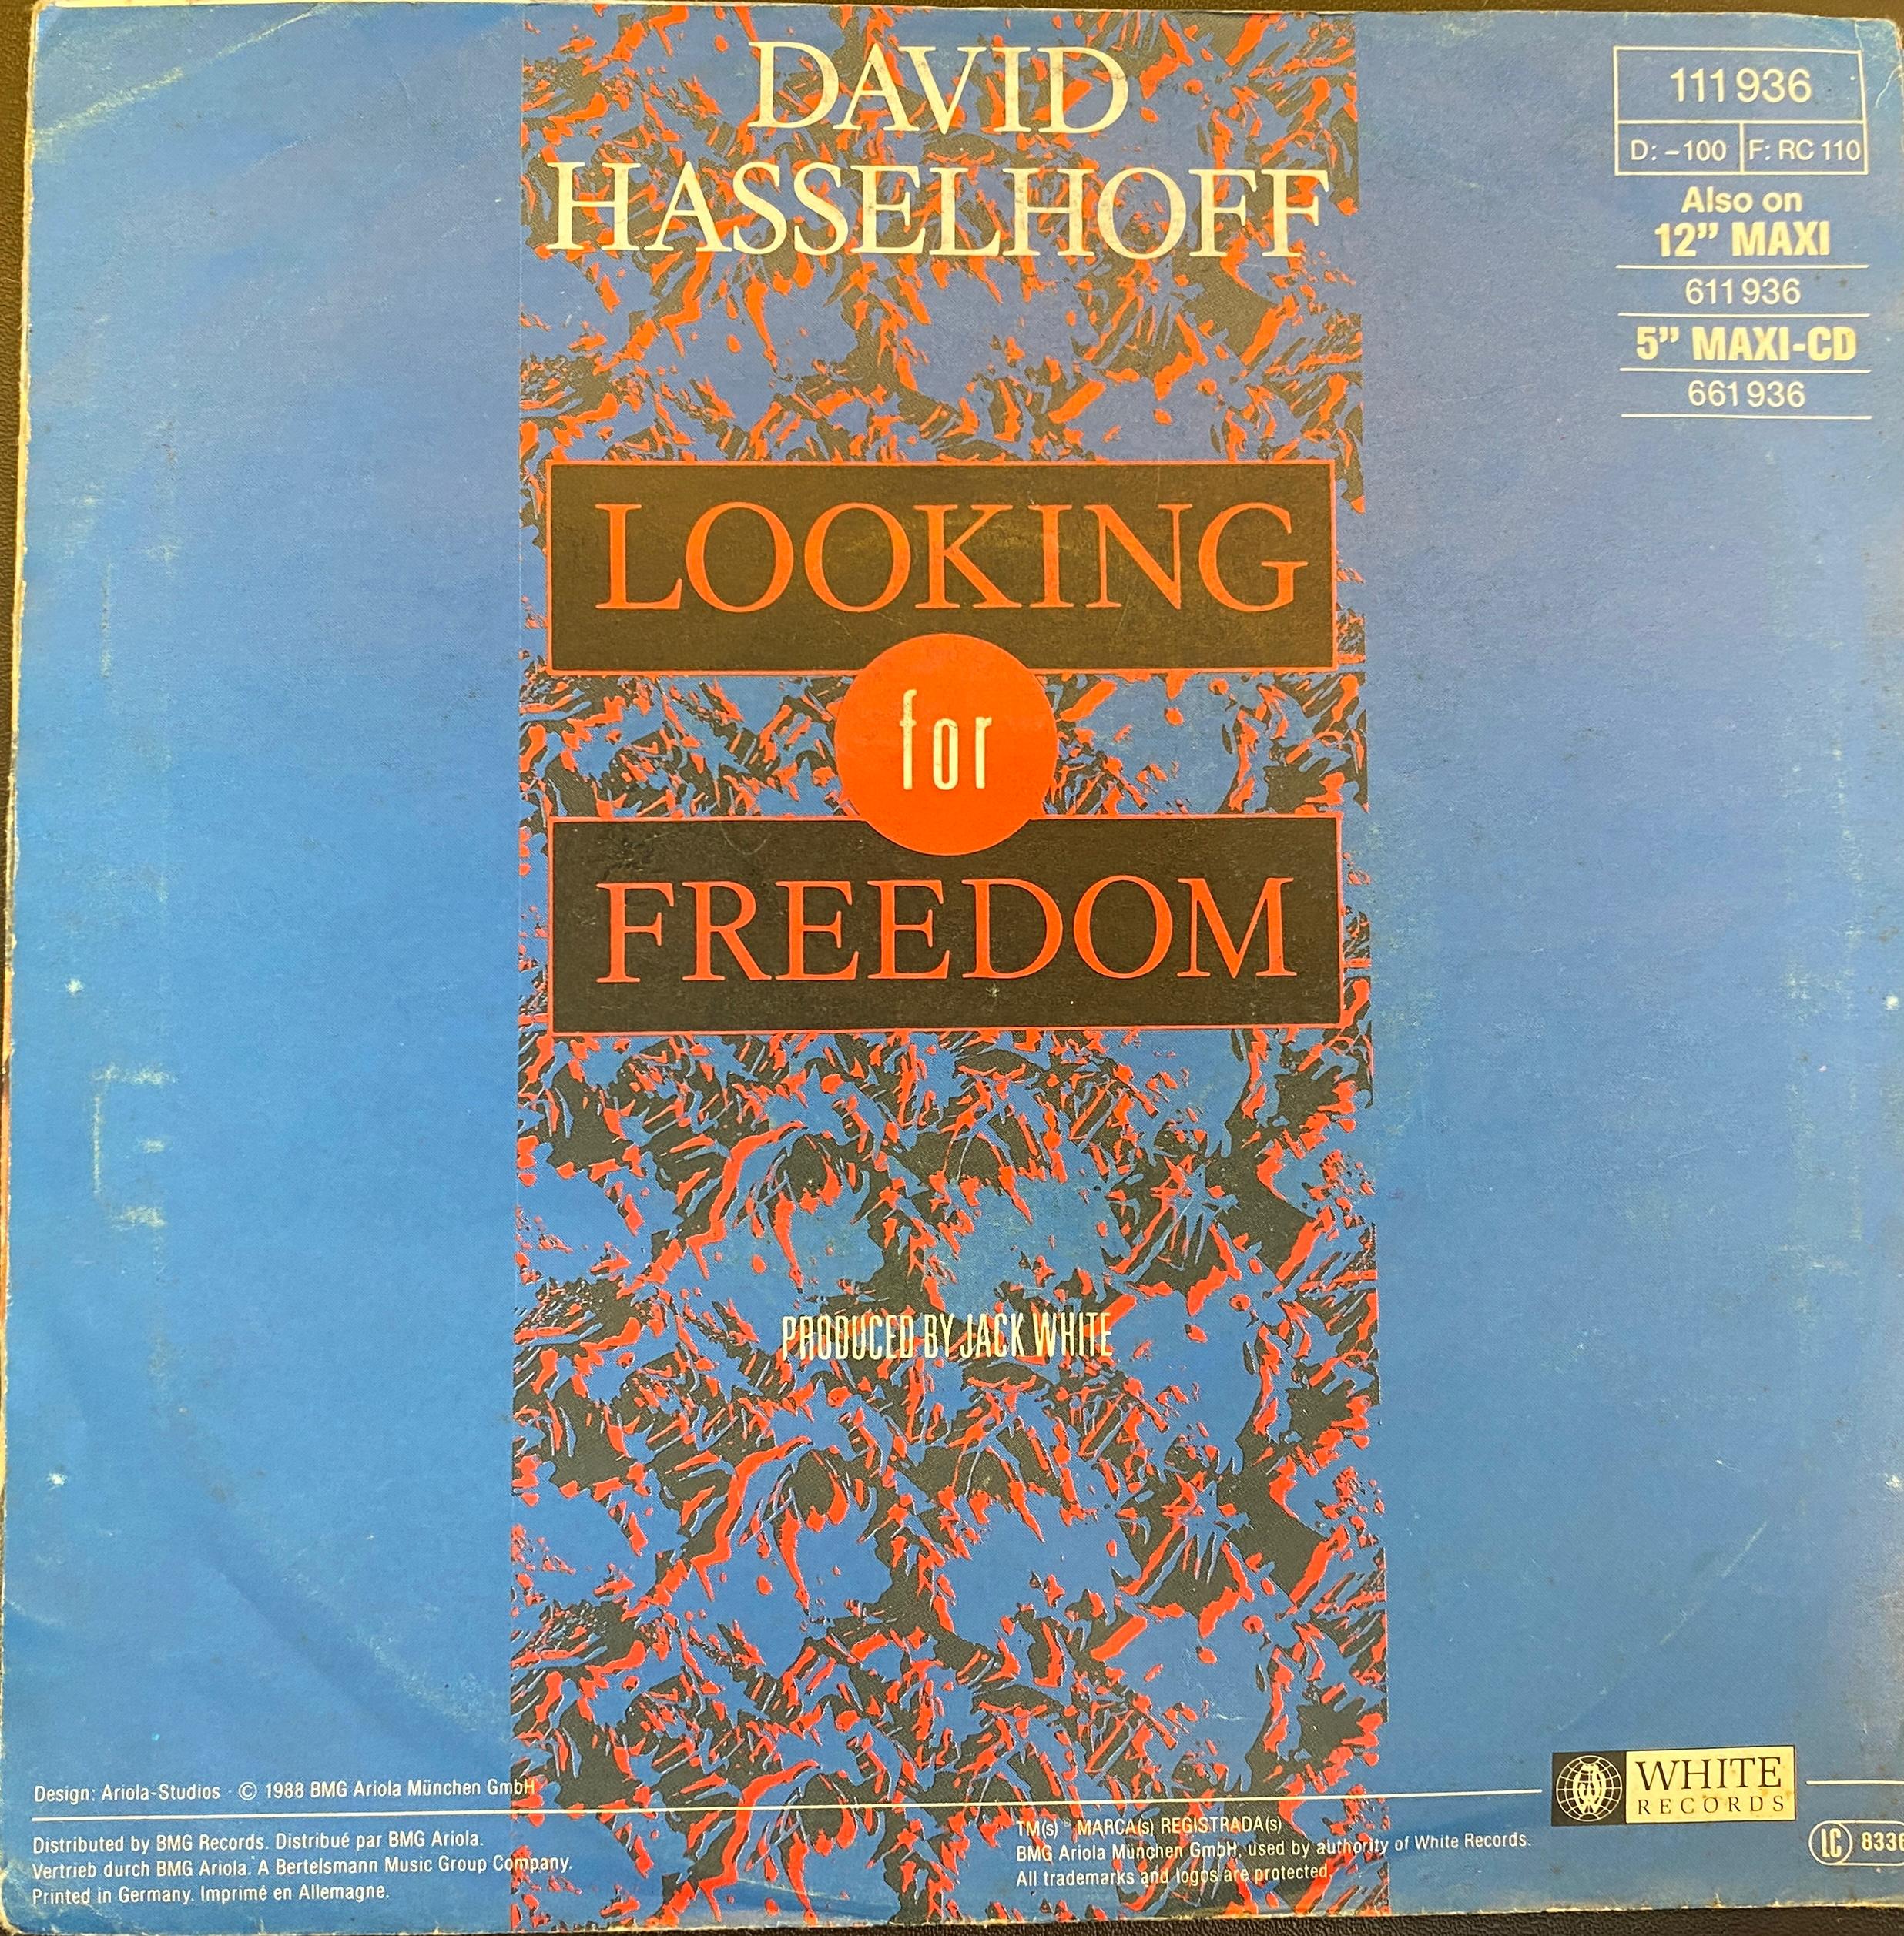 DAVID
HASSELHOFF
111 936
D: –100 F: RC 110
Also on
12” MAXI
611 936
5” MAXI-CD
661 936
LOOKING
for
FREEDOM
PRODUCED BY JACK WHITE
Design: Ariola-Studios · © 1988 BMG Ariola München GmbH
WHITE
RECORDS
Distributed by BMG Records. Distribué par BMG Ariola.
Vertrieb durch BMG Ariola. A Bertelsmann Music Group Company.
Printed in Germany. Imprimé en Allemagne.
TM(s) MARCA(s) REGISTRADA(s)
BMG Ariola München GmbH, used by authority of White Records.
All trademarks and logos are protected.
LC 8336